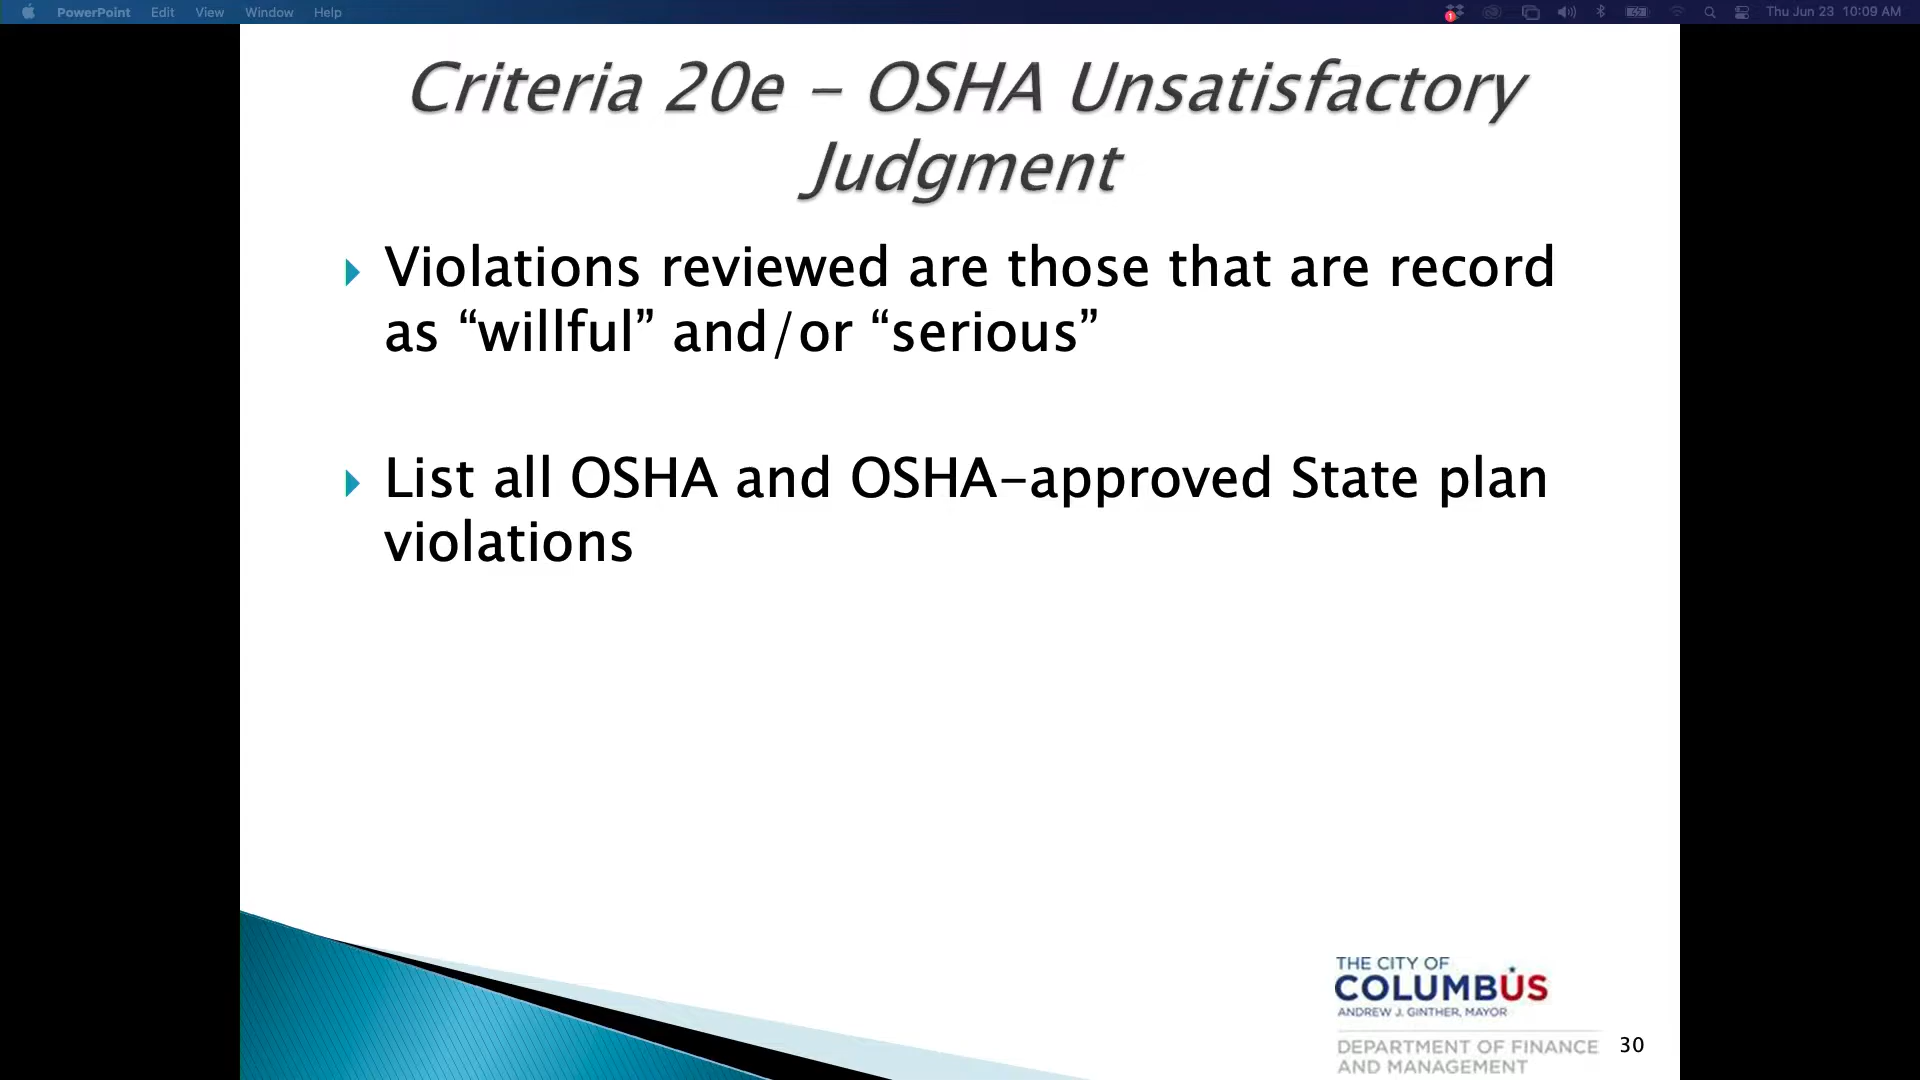 PowerPoint Edit View Window Help
1
Thu Jun 23 10:09 AM
Criteria 20e - OSHA Unsatisfactory
Judgment
Violations reviewed are those that are record
as “willful” and/or “serious”
List all OSHA and OSHA-approved State plan
violations
THE CITY OF
COLUMBUS
ANDREW J. GINTHER, MAYOR
DEPARTMENT OF FINANCE
AND MANAGEMENT
30